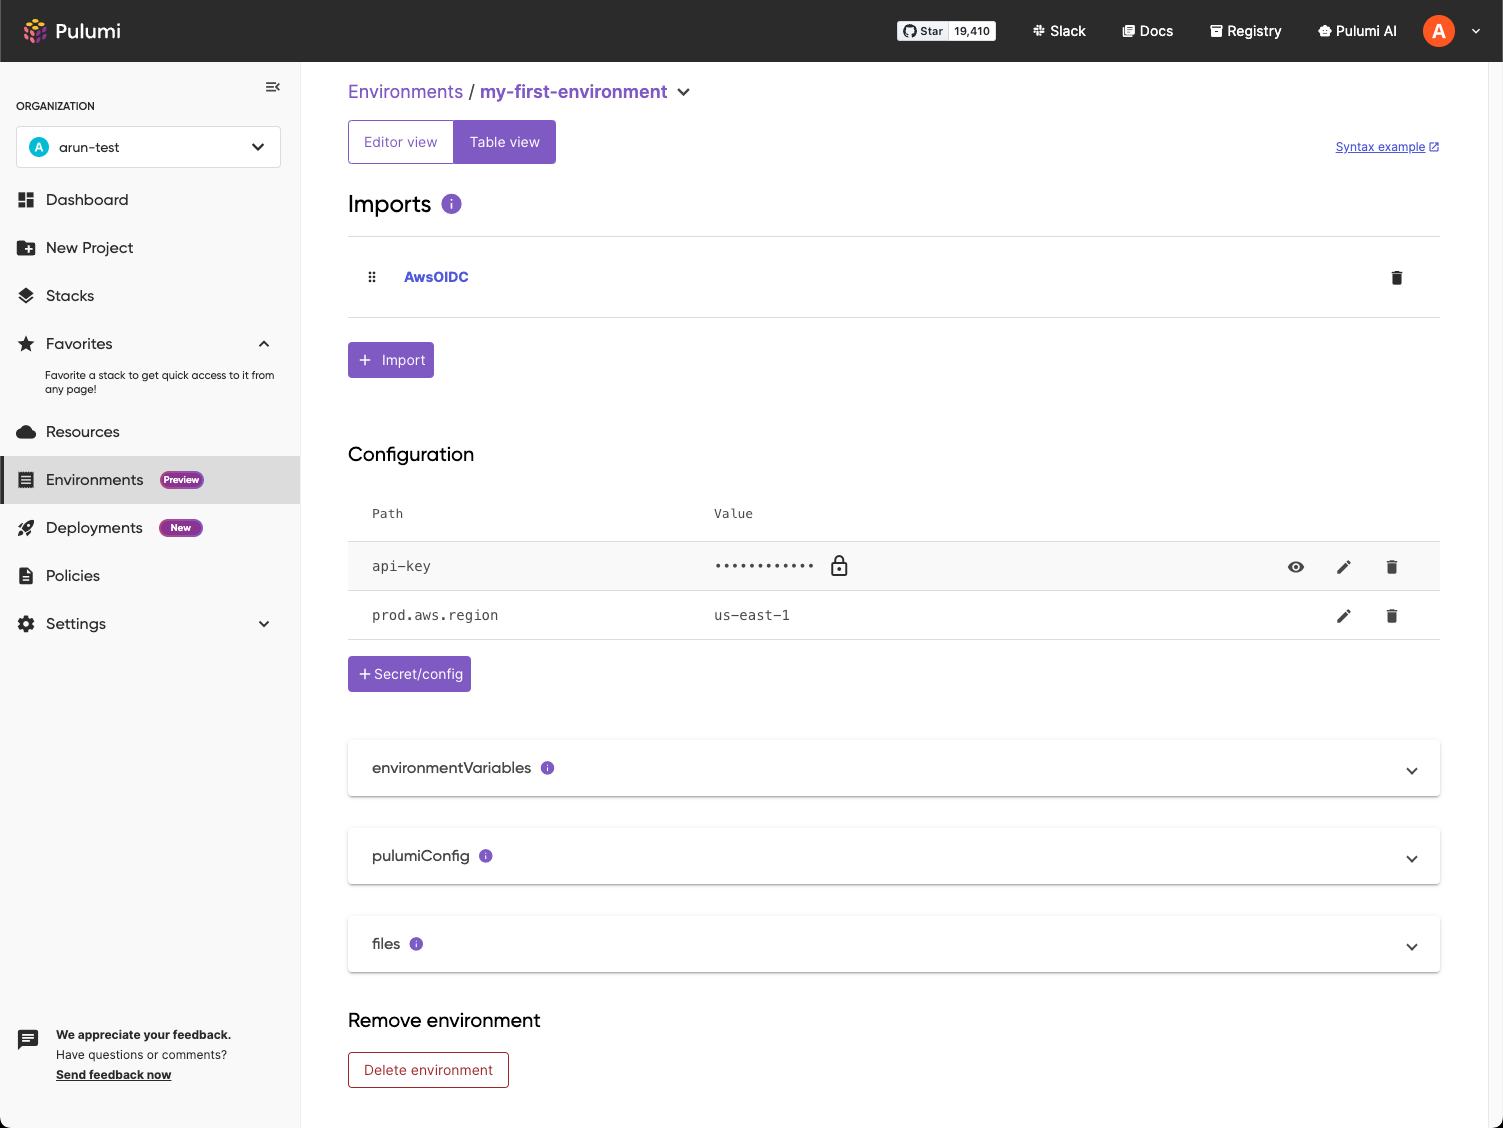 Pulumi
Star 19,410
Slack
Docs
Registry
Pulumi AI
A
ORGANIZATION
A arun-test
Dashboard
New Project
Stacks
Favorites
Favorite a stack to get quick access to it from
any page!
Resources
Environments Preview
Deployments New
Policies
Settings
We appreciate your feedback.
Have questions or comments?
Send feedback now
Environments / my-first-environment
Editor view
Table view
Syntax example
Imports
AwsOIDC
+ Import
Configuration
Path Value
api-key ••••••••••••
prod.aws.region us-east-1
+ Secret/config
environmentVariables
pulumiConfig
files
Remove environment
Delete environment